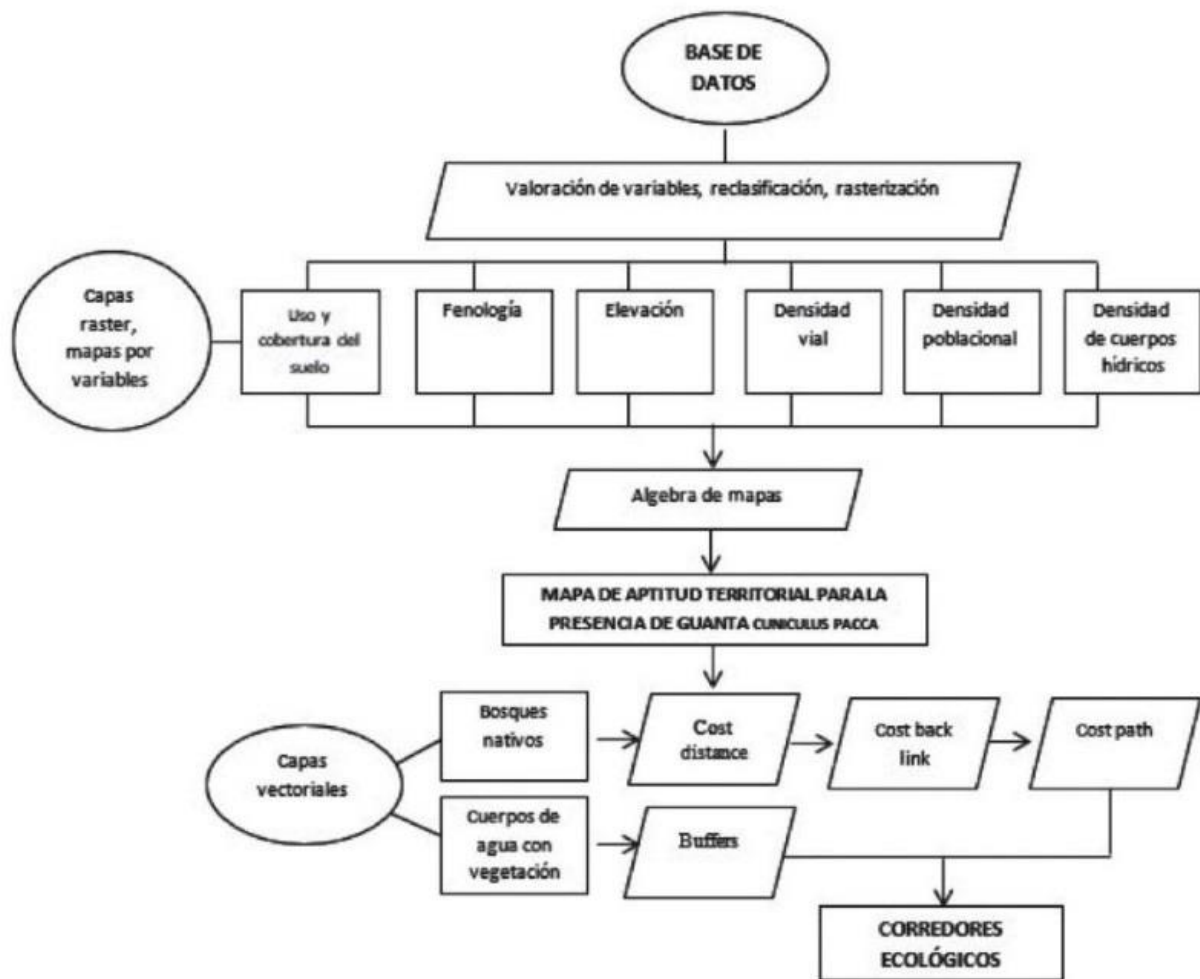 BASE DE
DATOS
Valoración de variables, reclasificación, rasterización
Capas
raster,
mapas por
variables
Uso y
cobertura del
suelo
Fenología
Elevación
Densidad
vial
Densidad
poblacional
Densidad
de cuerpos
hídricos
Algebra de mapas
MAPA DE APTITUD TERRITORIAL PARA LA
PRESENCIA DE GUANTA CUNICULUS PACCA
Capas
vectoriales
Bosques
nativos
Cost
distance
Cost back
link
Cost path
Cuerpos de
agua con
vegetación
Buffers
CORREDORES
ECOLÓGICOS